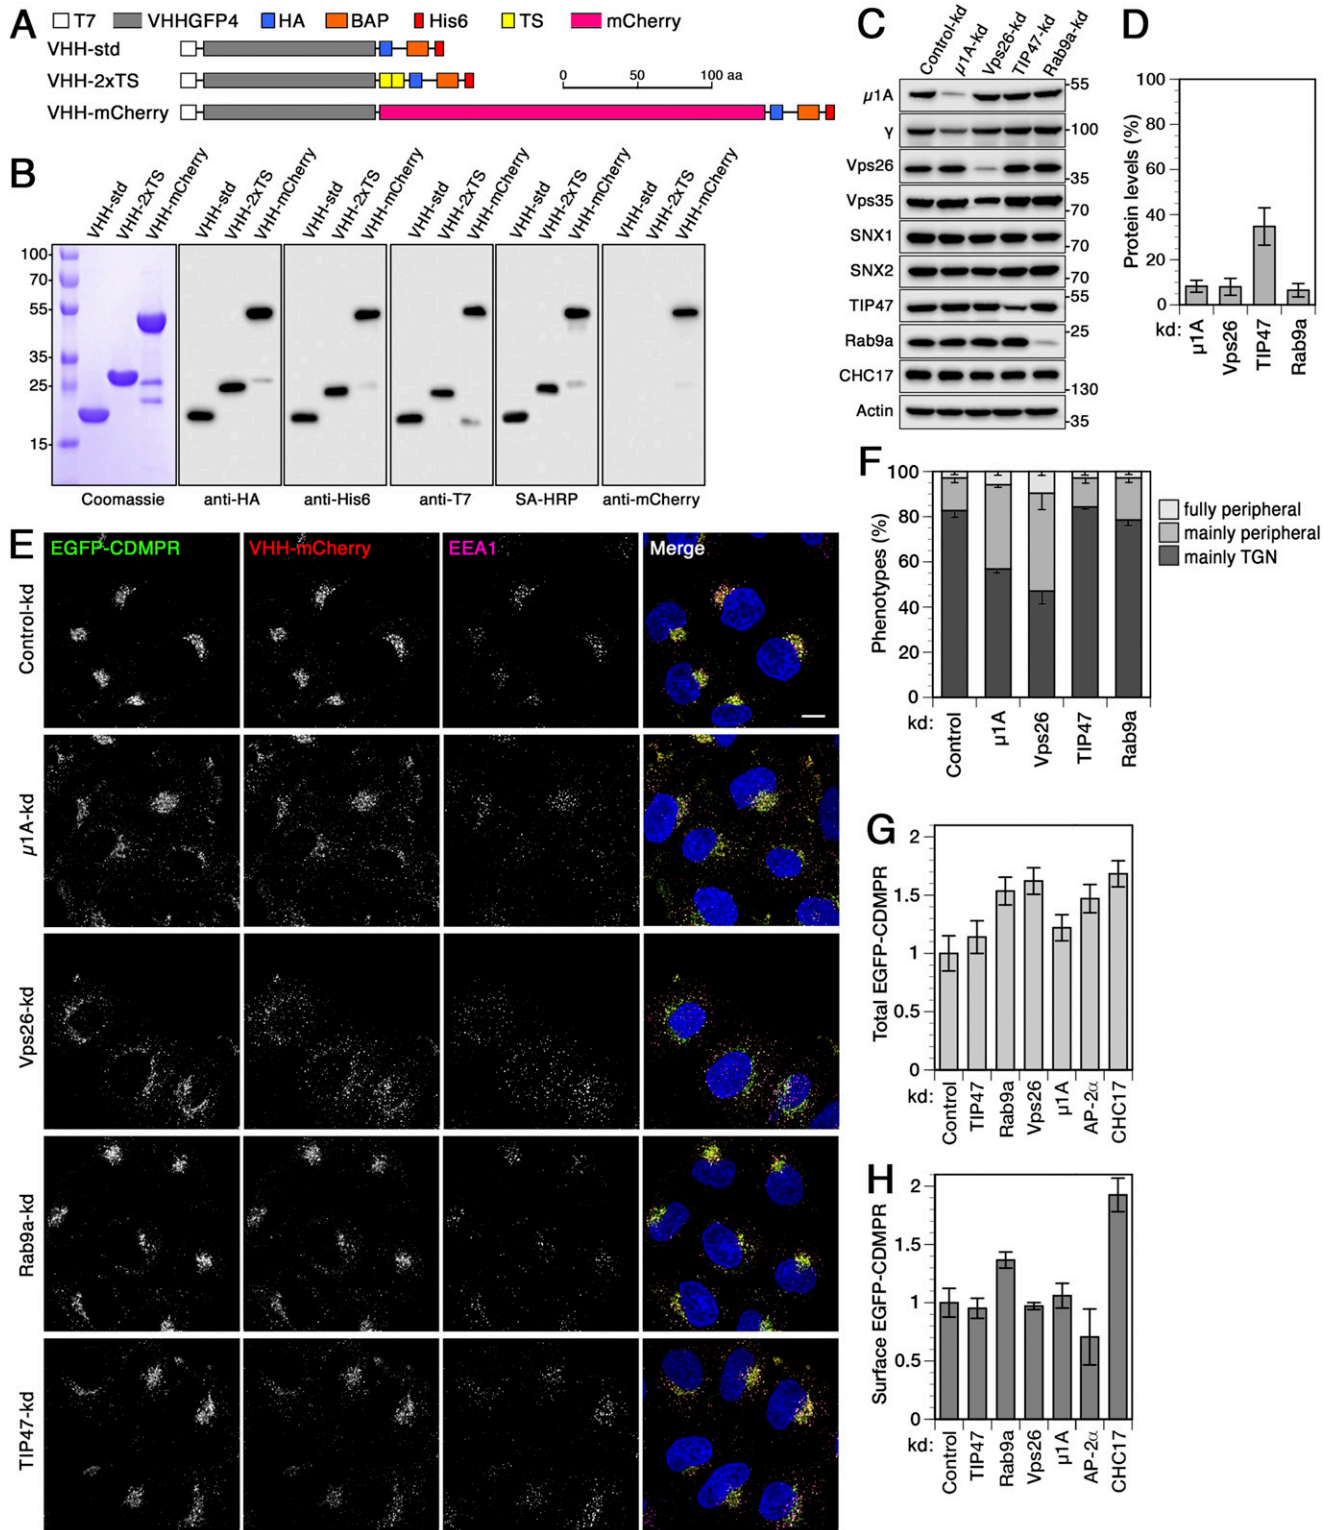 A
T7 VHHGFP4 HA BAP His6 TS mCherry
VHH-std
VHH-2xTS
VHH-mCherry
0 100 aa
B
VHH-std VHH-2xTS VHH-mCherry
VHH-std VHH-2xTS VHH-mCherry
VHH-std VHH-2xTS VHH-mCherry
VHH-std VHH-2xTS VHH-mCherry
VHH-std VHH-2xTS VHH-mCherry
VHH-std VHH-2xTS VHH-mCherry
100-
70-
55-
35-
25-
15-
Coomassie anti-HA anti-His6 anti-T7 SA-HRP anti-mCherry
C
Control-kd μ1A-kd Vps26-kd TIP47-kd Rab9a-kd
μ1A -55
γ -100
Vps26 -35
Vps35 -70
SNX1 -70
SNX2 -70
TIP47 -55
Rab9a -25
CHC17 -130
Actin -35
D
Protein levels (%)
100
80
60
40
20
0
kd: μ1A Vps26 TIP47 Rab9a
E
EGFP-CDMPR VHH-mCherry EEA1 Merge
Control-kd
μ1A-kd
Vps26-kd
Rab9a-kd
TIP47-kd
F
Phenotypes (%)
100
80
60
40
20
0
kd: Control μ1A Vps26 TIP47 Rab9a
fully peripheral
mainly peripheral
mainly TGN
G
Total EGFP-CDMPR
2
1.5
1
0.5
0
kd: Control TIP47 Rab9a Vps26 μ1A AP-2α CHC17
H
Surface EGFP-CDMPR
2
1.5
1
0.5
0
kd: Control TIP47 Rab9a Vps26 μ1A AP-2α CHC17